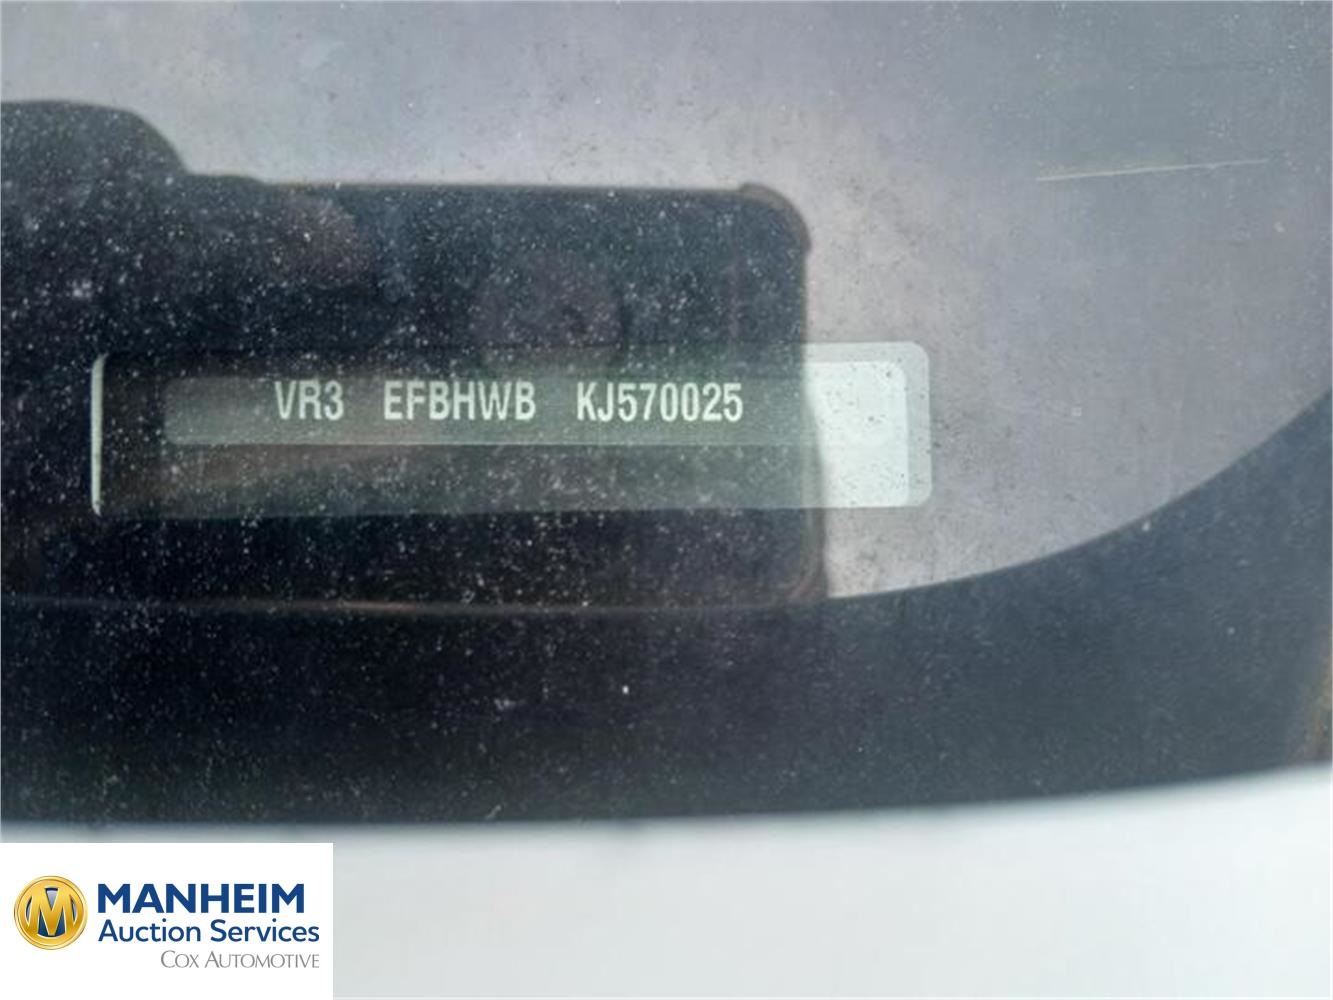 VR3 EFBHWB KJ570025
MANHEIM
Auction Services
COX AUTOMOTIVE